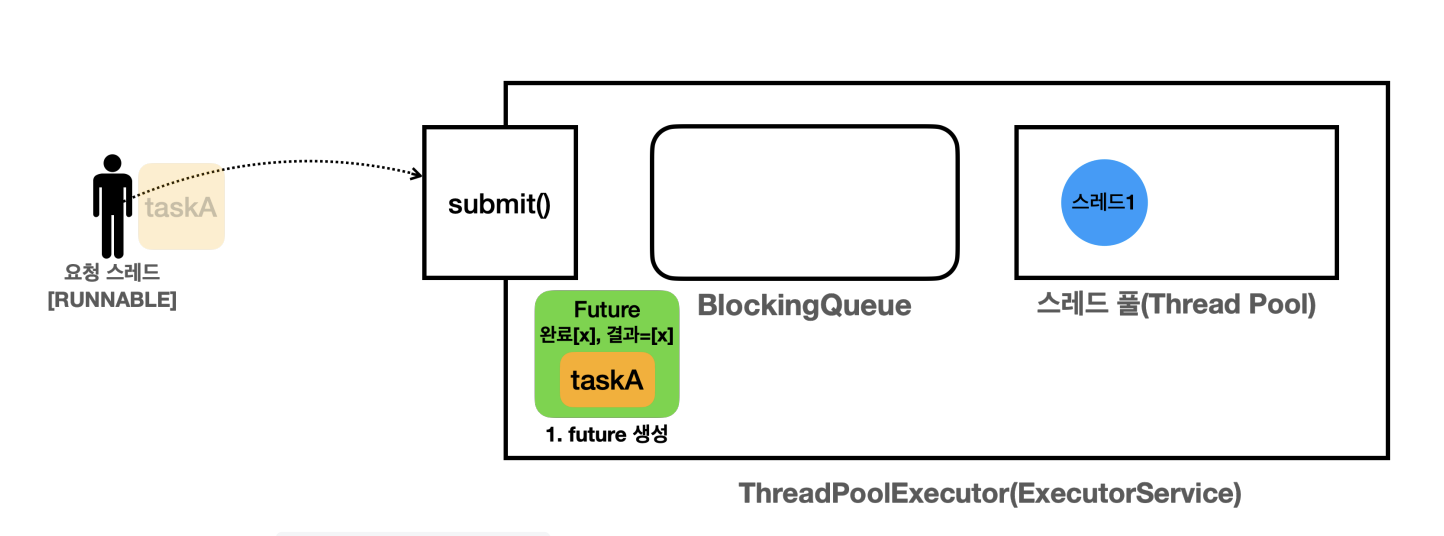 taskA
요청 스레드
[RUNNABLE]
submit()
BlockingQueue
스레드1
스레드 풀(Thread Pool)
Future
완료[x], 결과=[x]
taskA
1. future 생성
ThreadPoolExecutor(ExecutorService)